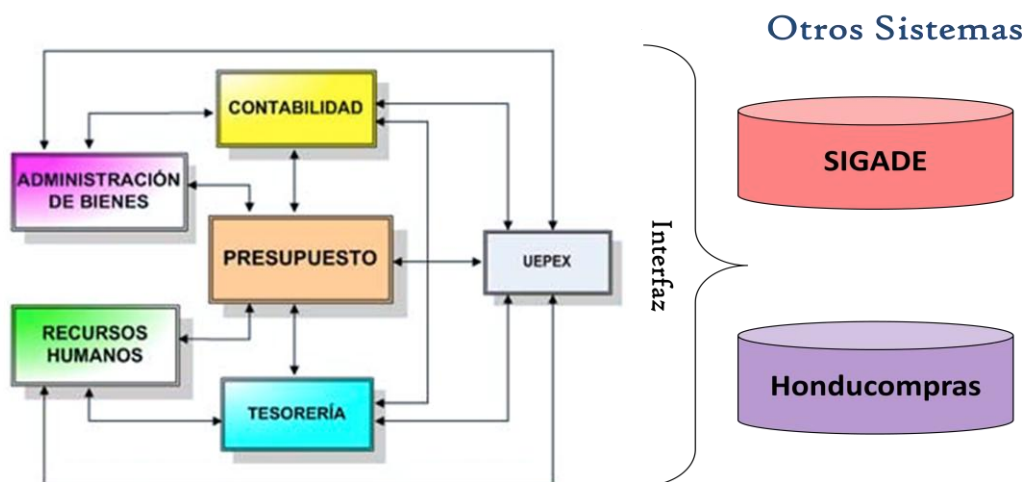 Otros Sistemas
CONTABILIDAD
ADMINISTRACIÓN
DE BIENES
PRESUPUESTO
UEPEX
RECURSOS
HUMANOS
TESORERÍA
Interfaz
SIGADE
Honducompras